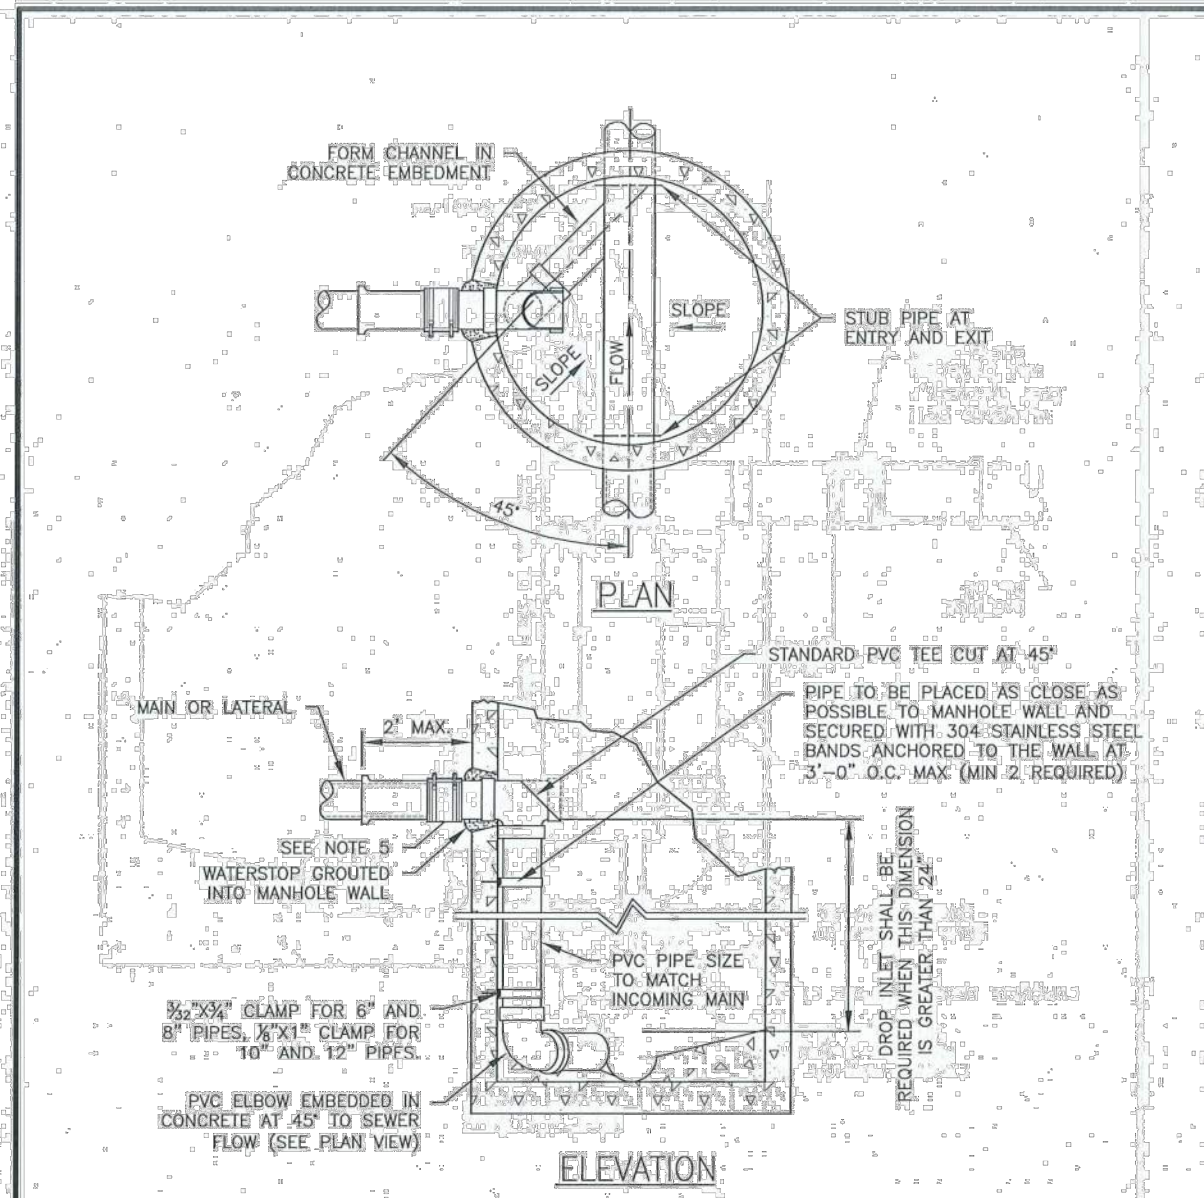 FORM CHANNEL IN
CONCRETE EMBEDMENT
SLOPE
STUB PIPE AT
ENTRY AND EXIT
FLOW
SLOPE
45°
PLAN
STANDARD PVC TEE CUT AT 45°
PIPE TO BE PLACED AS CLOSE AS
POSSIBLE TO MANHOLE WALL AND
SECURED WITH 304 STAINLESS STEEL
BANDS ANCHORED TO THE WALL AT
3'-0" O.C. MAX (MIN 2 REQUIRED)
MAIN OR LATERAL
2' MAX.
SEE NOTE 5
WATERSTOP GROUTED
INTO MANHOLE WALL
DROP INLET SHALL BE
REQUIRED WHEN THIS DIMENSION
IS GREATER THAN 24"
PVC PIPE SIZE
TO MATCH
INCOMING MAIN
3/32"X3/4" CLAMP FOR 6" AND
8" PIPES, 1/8"X1" CLAMP FOR
10" AND 12" PIPES.
PVC ELBOW EMBEDDED IN
CONCRETE AT 45° TO SEWER
FLOW (SEE PLAN VIEW)
ELEVATION